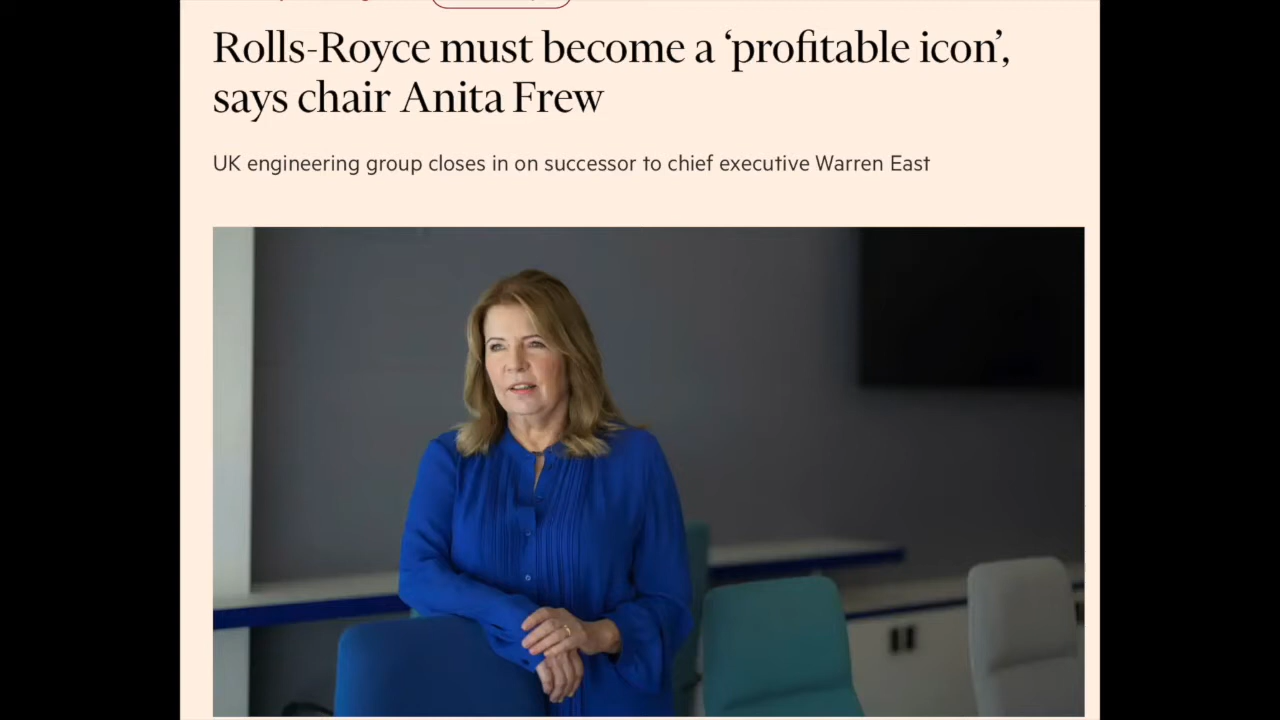 Rolls-Royce must become a ‘profitable icon’,
says chair Anita Frew
UK engineering group closes in on successor to chief executive Warren East